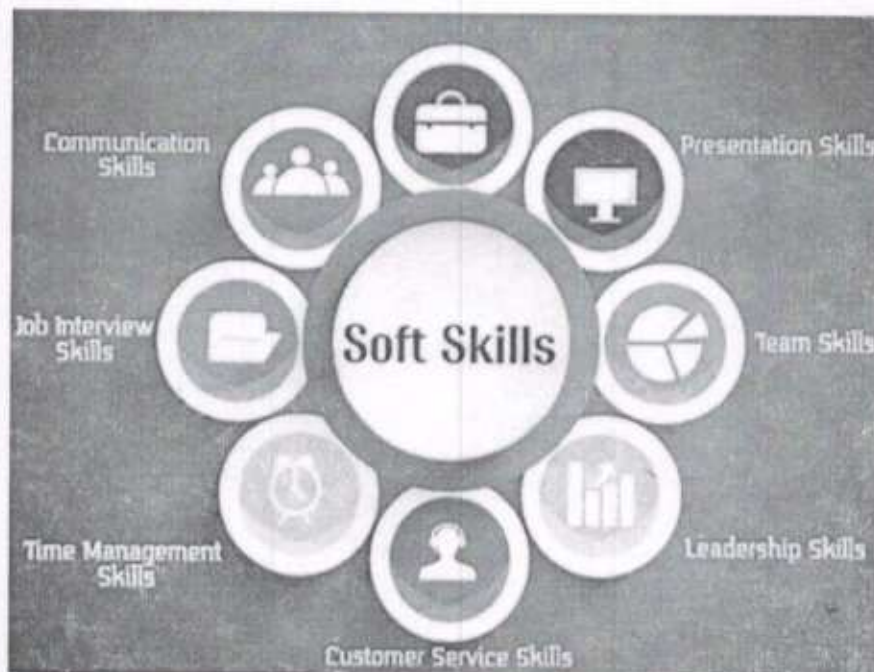 Communication
Skills
Presentation Skills
Job Interview
Skills
Soft Skills
Team Skills
Time Management
Skills
Leadership Skills
Customer Service Skills